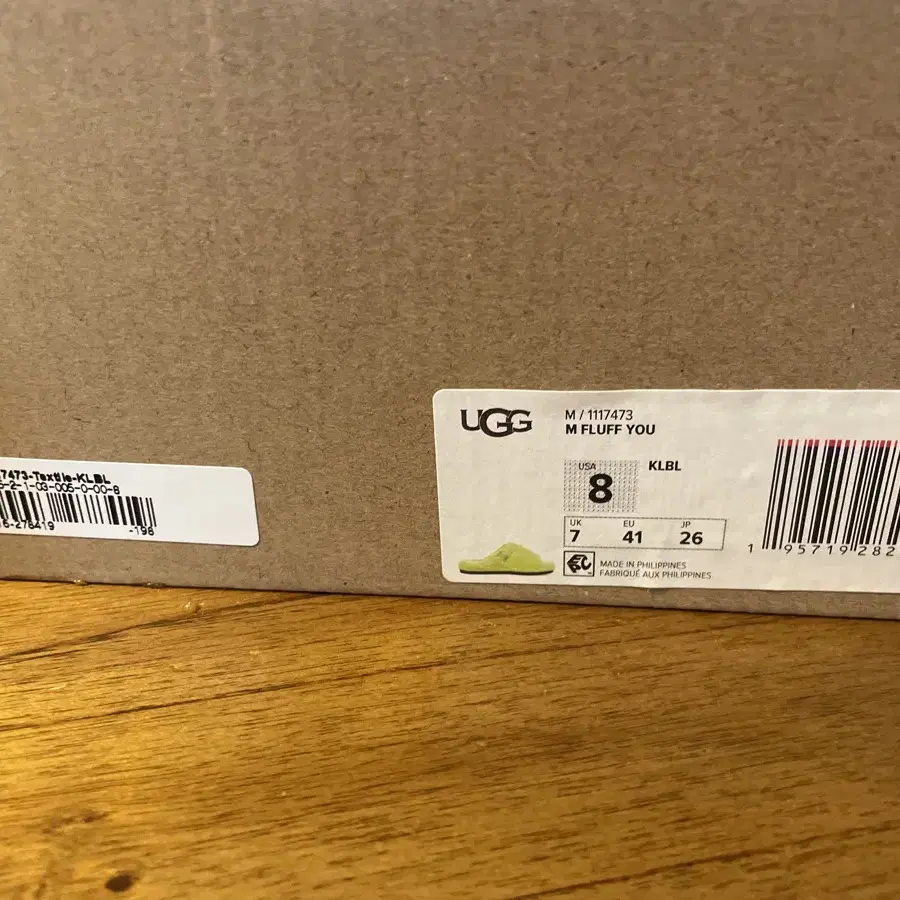 7473-Textile-KLBL
-2-1-03-005-0-00-8
6-278419
-198
UGG
M / 1117473
M FLUFF YOU
USA
8
KLBL
UK
7
EU
41
JP
26
MADE IN PHILIPPINES
FABRIQUÉ AUX PHILIPPINES
1 95719 282